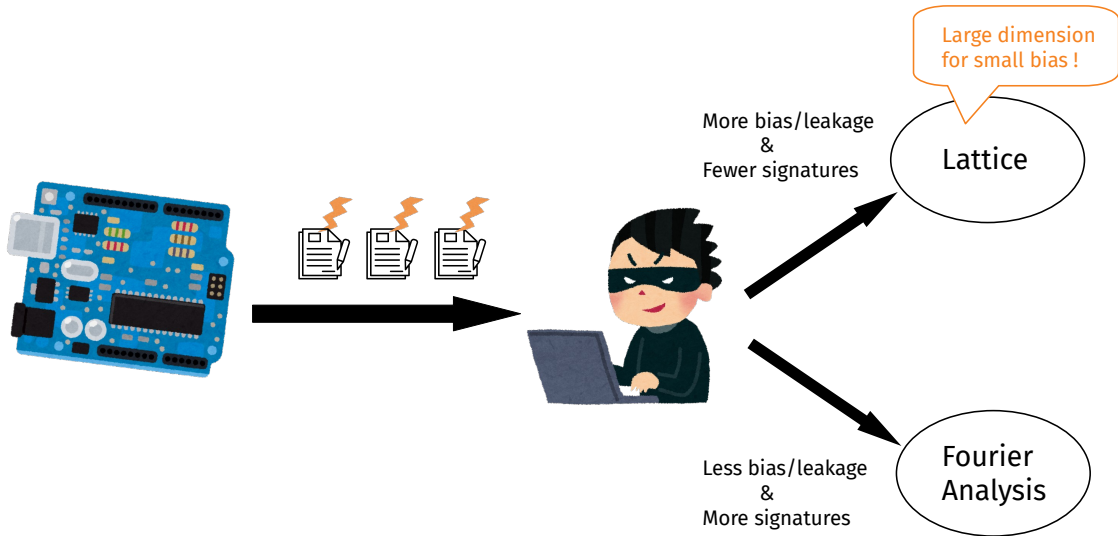 Large dimension
for small bias !
More bias/leakage
&
Fewer signatures
Lattice
Less bias/leakage
&
More signatures
Fourier
Analysis